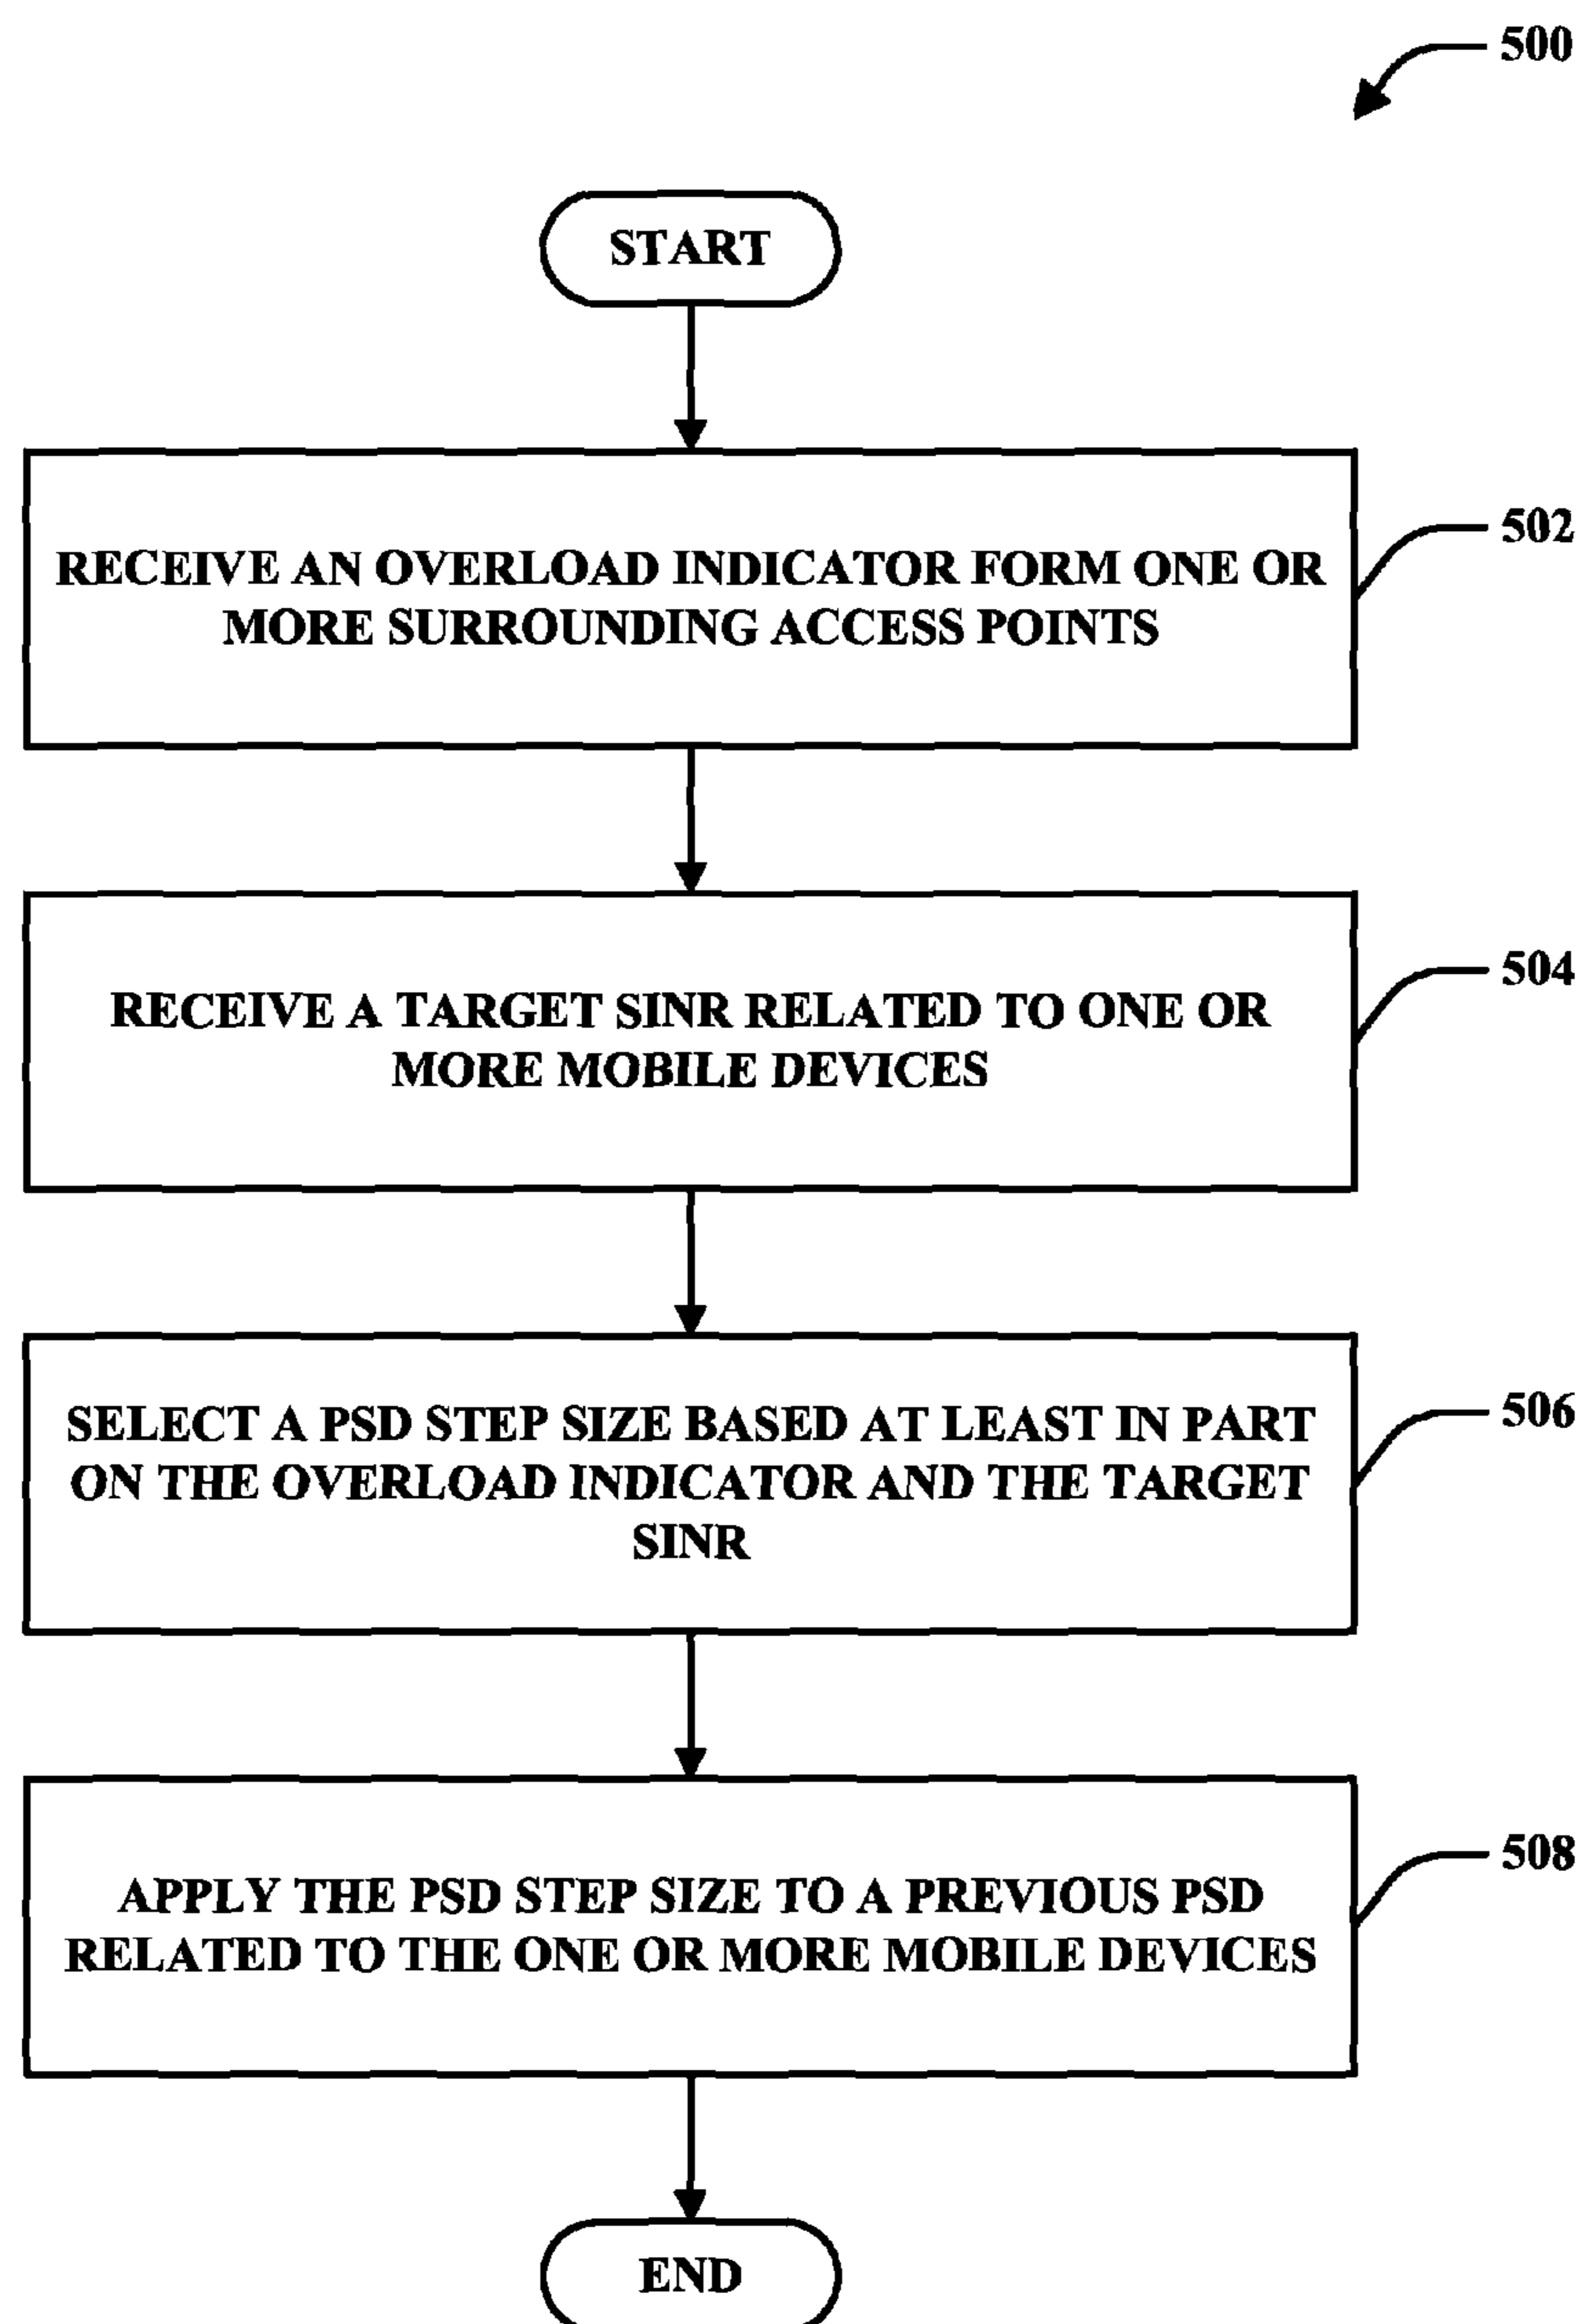 500
START
RECEIVE AN OVERLOAD INDICATOR FORM ONE OR
MORE SURROUNDING ACCESS POINTS
502
RECEIVE A TARGET SINR RELATED TO ONE OR
MORE MOBILE DEVICES
504
SELECT A PSD STEP SIZE BASED AT LEAST IN PART
ON THE OVERLOAD INDICATOR AND THE TARGET
SINR
506
APPLY THE PSD STEP SIZE TO A PREVIOUS PSD
RELATED TO THE ONE OR MORE MOBILE DEVICES
508
END